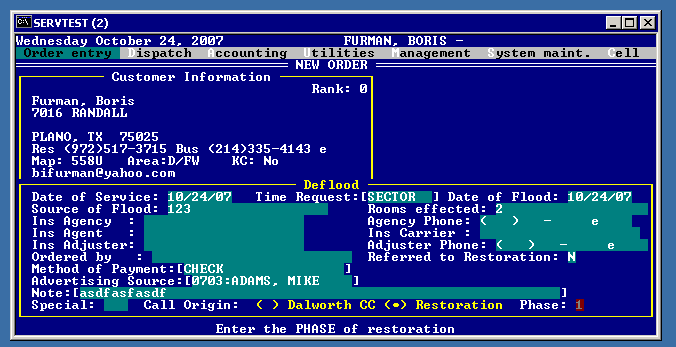 SERVTEST (2)
Wednesday October 24, 2007 FURMAN, BORIS -
Order entry Dispatch Accounting Utilities Management System maint. Cell
NEW ORDER
Customer Information
Rank: 0
Furman, Boris
7016 RANDALL
PLANO, TX 75025
Res (972)517-3715 Bus (214)335-4143 e
Map: 558U Area:D/FW KC: No
bifurman@yahoo.com
Deflood
Date of Service: 10/24/07 Time Request:[SECTOR ] Date of Flood: 10/24/07
Source of Flood: 123 Rooms effected: 2
Ins Agency : Agency Phone: ( ) - e
Ins Agent : Ins Carrier :
Ins Adjuster: Adjuster Phone: ( ) - e
Ordered by : Referred to Restoration: N
Method of Payment:[CHECK ]
Advertising Source:[0703:ADAMS, MIKE ]
Note:[asdfasfasdf ]
Special: Call Origin: ( ) Dalworth CC (•) Restoration Phase: 1
Enter the PHASE of restoration